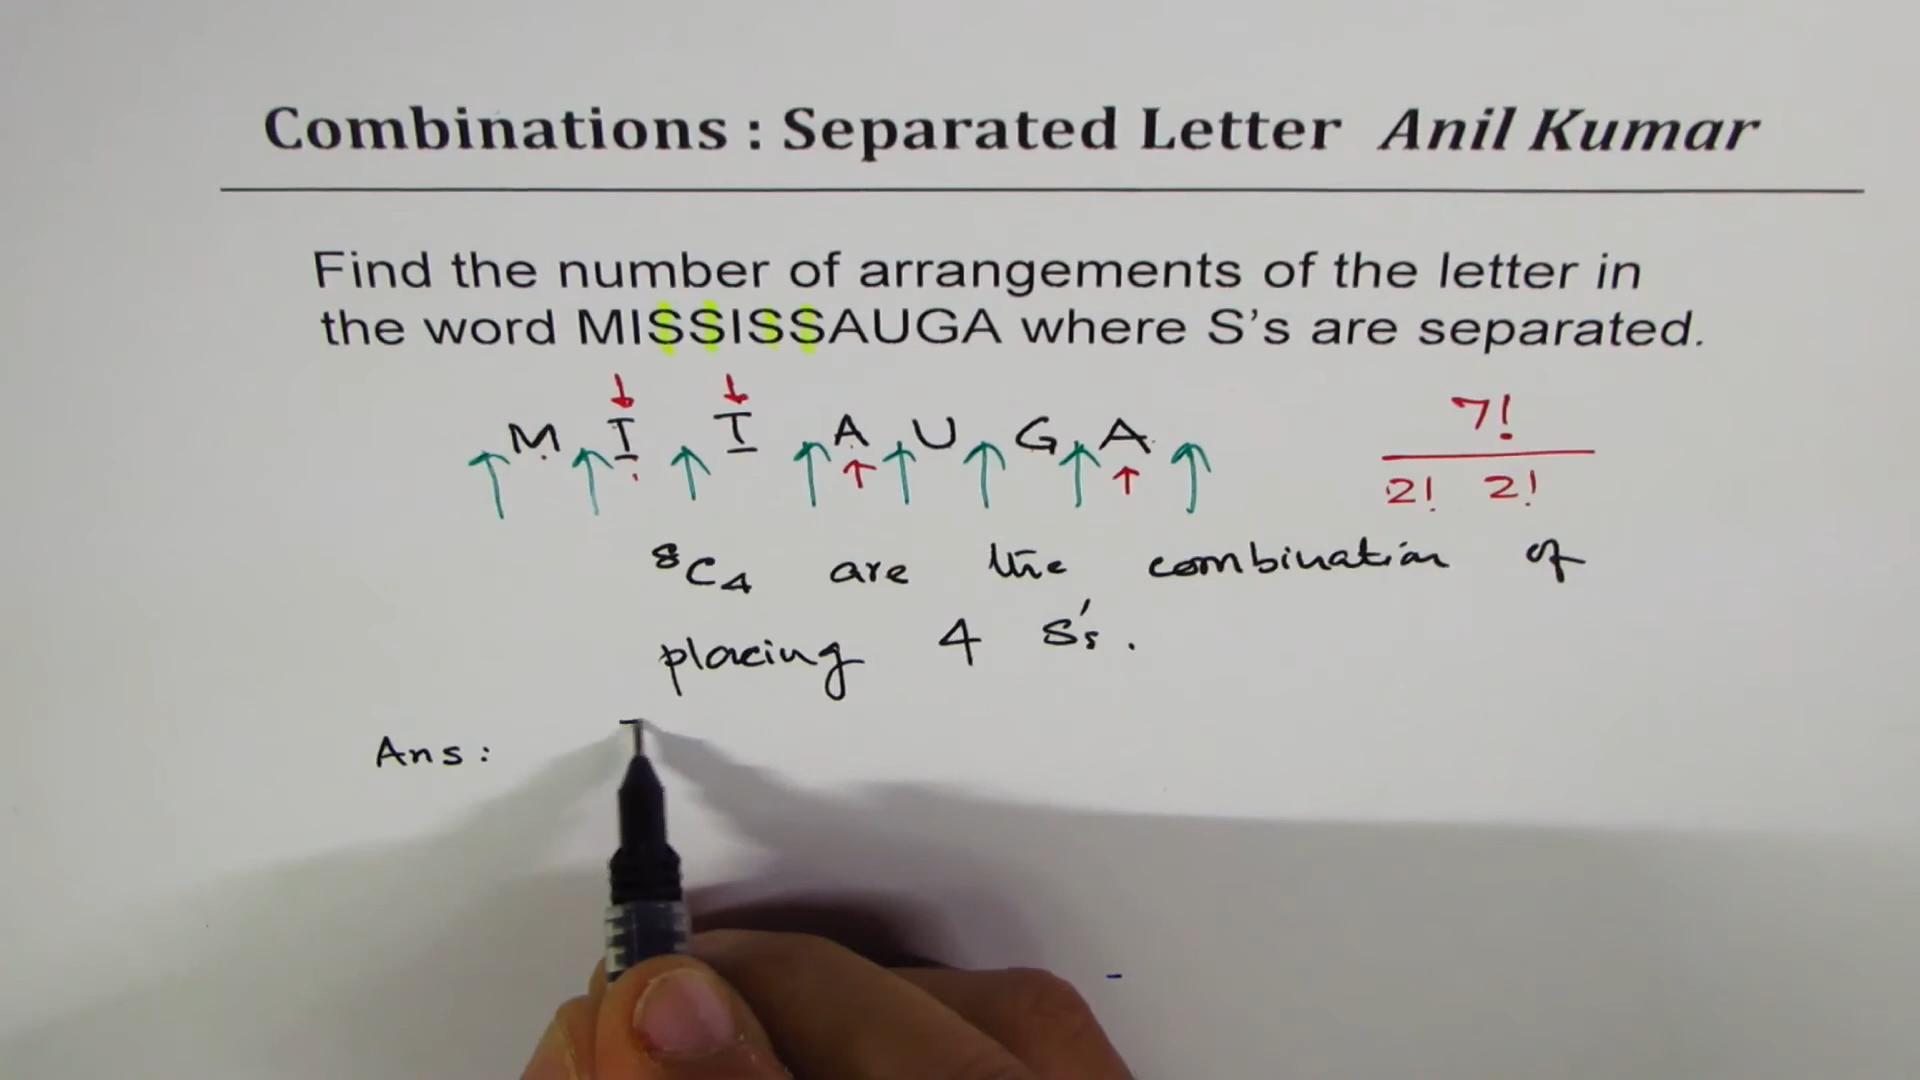 Combinations : Separated Letter Anil Kumar
Find the number of arrangements of the letter in
the word MISSISSAUGA where S's are separated.
M I I A U G A
7!
2! 2!
⁸C₄ are the combination of
placing 4 S's.
Ans: